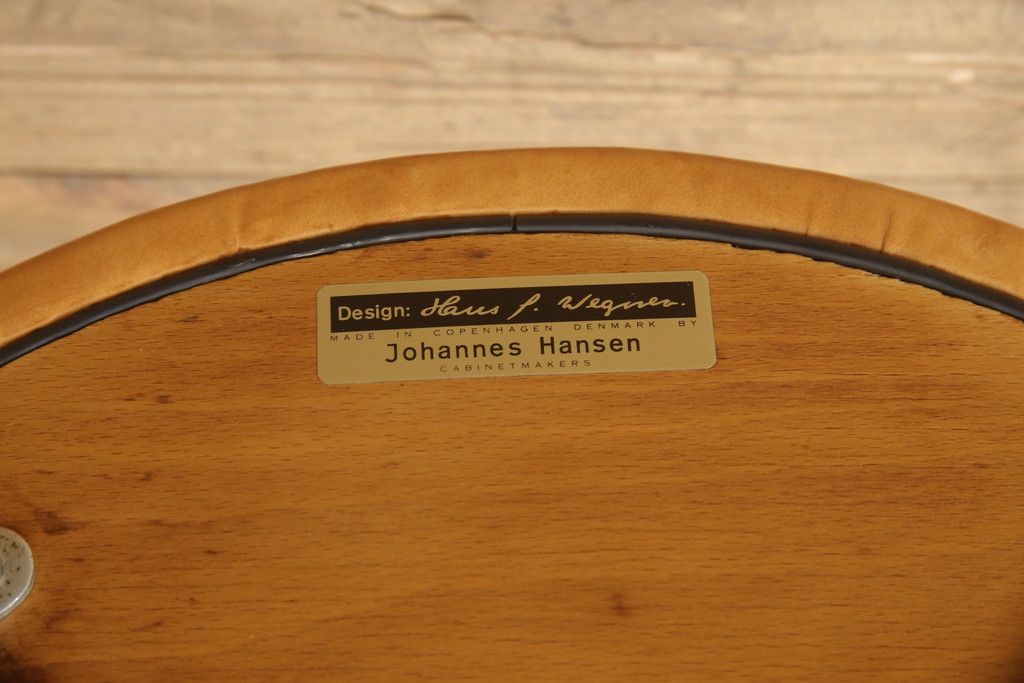 Design: Hans J. Wegner.
MADE IN COPENHAGEN DENMARK BY
Johannes Hansen
CABINETMAKERS